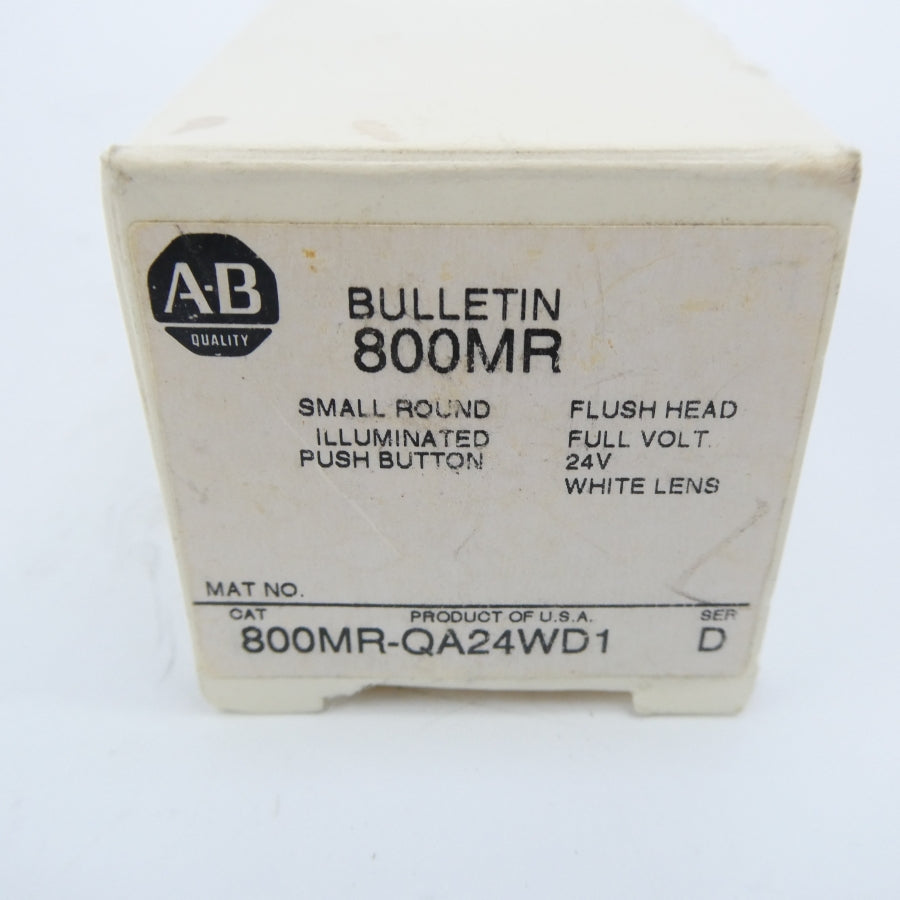 A-B
QUALITY
BULLETIN
800MR
SMALL ROUND
ILLUMINATED
PUSH BUTTON
FLUSH HEAD
FULL VOLT.
24V
WHITE LENS
MAT NO.
CAT PRODUCT OF U.S.A. SER
800MR-QA24WD1 D